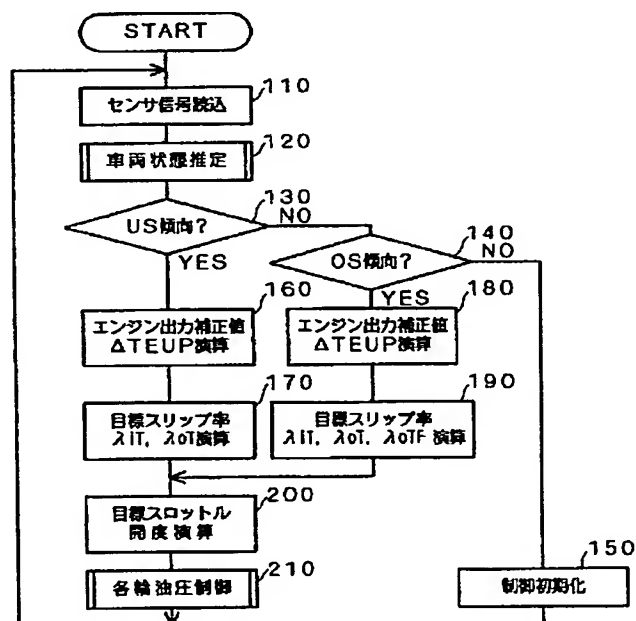 START
110
センサ信号読込
120
車両状態推定
130
US傾向?
NO
YES
140
OS傾向?
NO
YES
160
エンジン出力補正値
ΔTEUP演算
180
エンジン出力補正値
ΔTEUP演算
170
目標スリップ率
λiT, λoT演算
190
目標スリップ率
λiT, λoT, λoTF 演算
200
目標スロットル
開度演算
210
各輪油圧制御
150
制御初期化